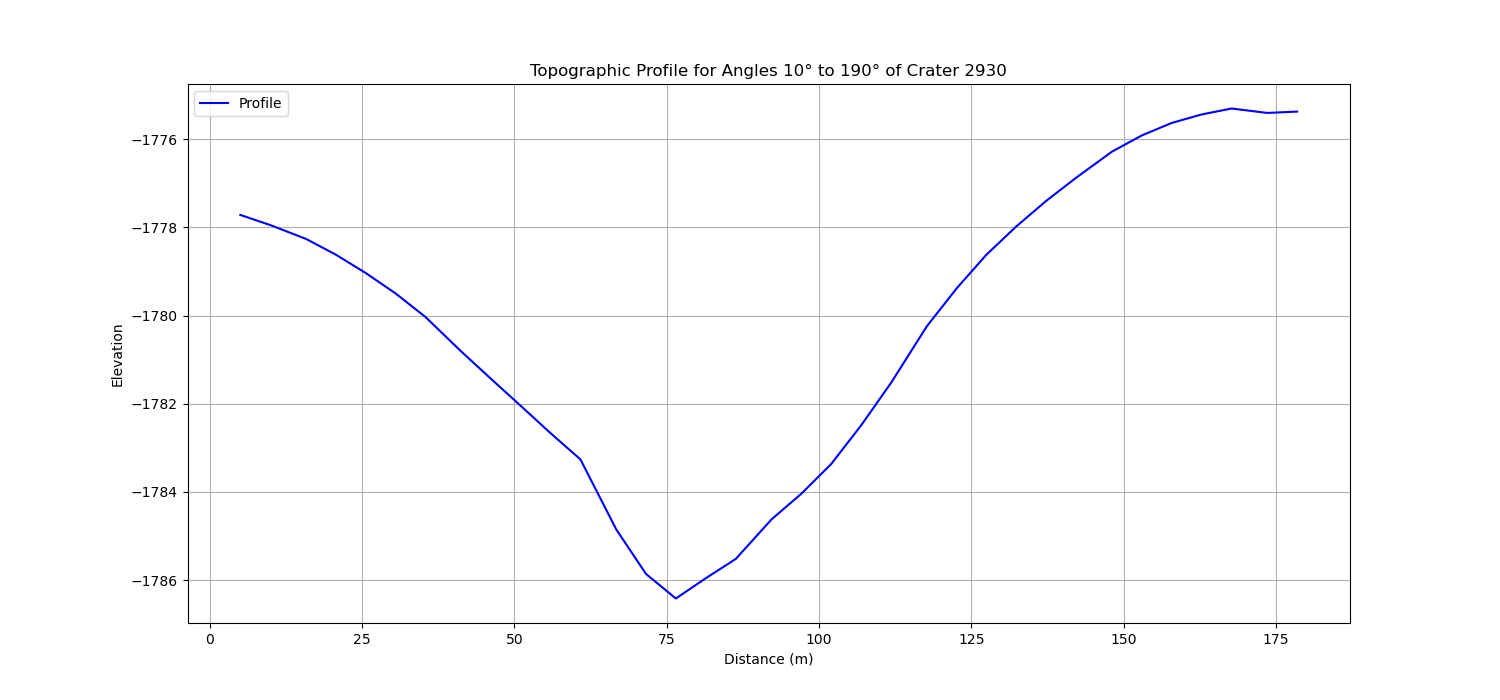 Topographic Profile for Angles 10° to 190° of Crater 2930
Profile
−1776
−1778
−1780
−1782
−1784
−1786
Elevation
0 25 50 75 100 125 150 175
Distance (m)